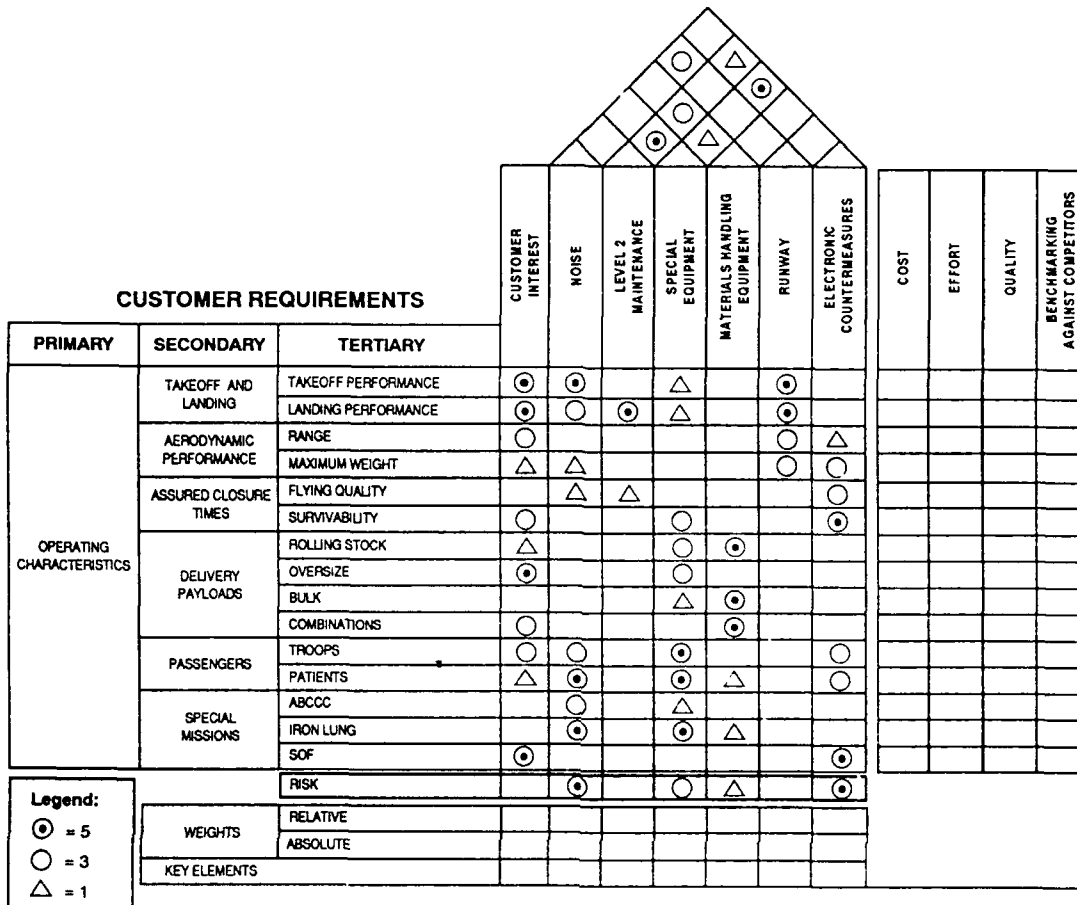 CUSTOMER
INTEREST
NOISE
LEVEL 2
MAINTENANCE
SPECIAL
EQUIPMENT
MATERIALS HANDLING
EQUIPMENT
RUNWAY
ELECTRONIC
COUNTERMEASURES
COST
EFFORT
QUALITY
BENCHMARKING
AGAINST COMPETITORS
CUSTOMER REQUIREMENTS
PRIMARY
SECONDARY
TERTIARY
OPERATING
CHARACTERISTICS
TAKEOFF AND
LANDING
TAKEOFF PERFORMANCE
LANDING PERFORMANCE
AERODYNAMIC
PERFORMANCE
RANGE
MAXIMUM WEIGHT
ASSURED CLOSURE
TIMES
FLYING QUALITY
SURVIVABILITY
DELIVERY
PAYLOADS
ROLLING STOCK
OVERSIZE
BULK
COMBINATIONS
PASSENGERS
TROOPS
PATIENTS
SPECIAL
MISSIONS
ABCCC
IRON LUNG
SOF
RISK
WEIGHTS
RELATIVE
ABSOLUTE
KEY ELEMENTS
Legend:
= 5
= 3
= 1